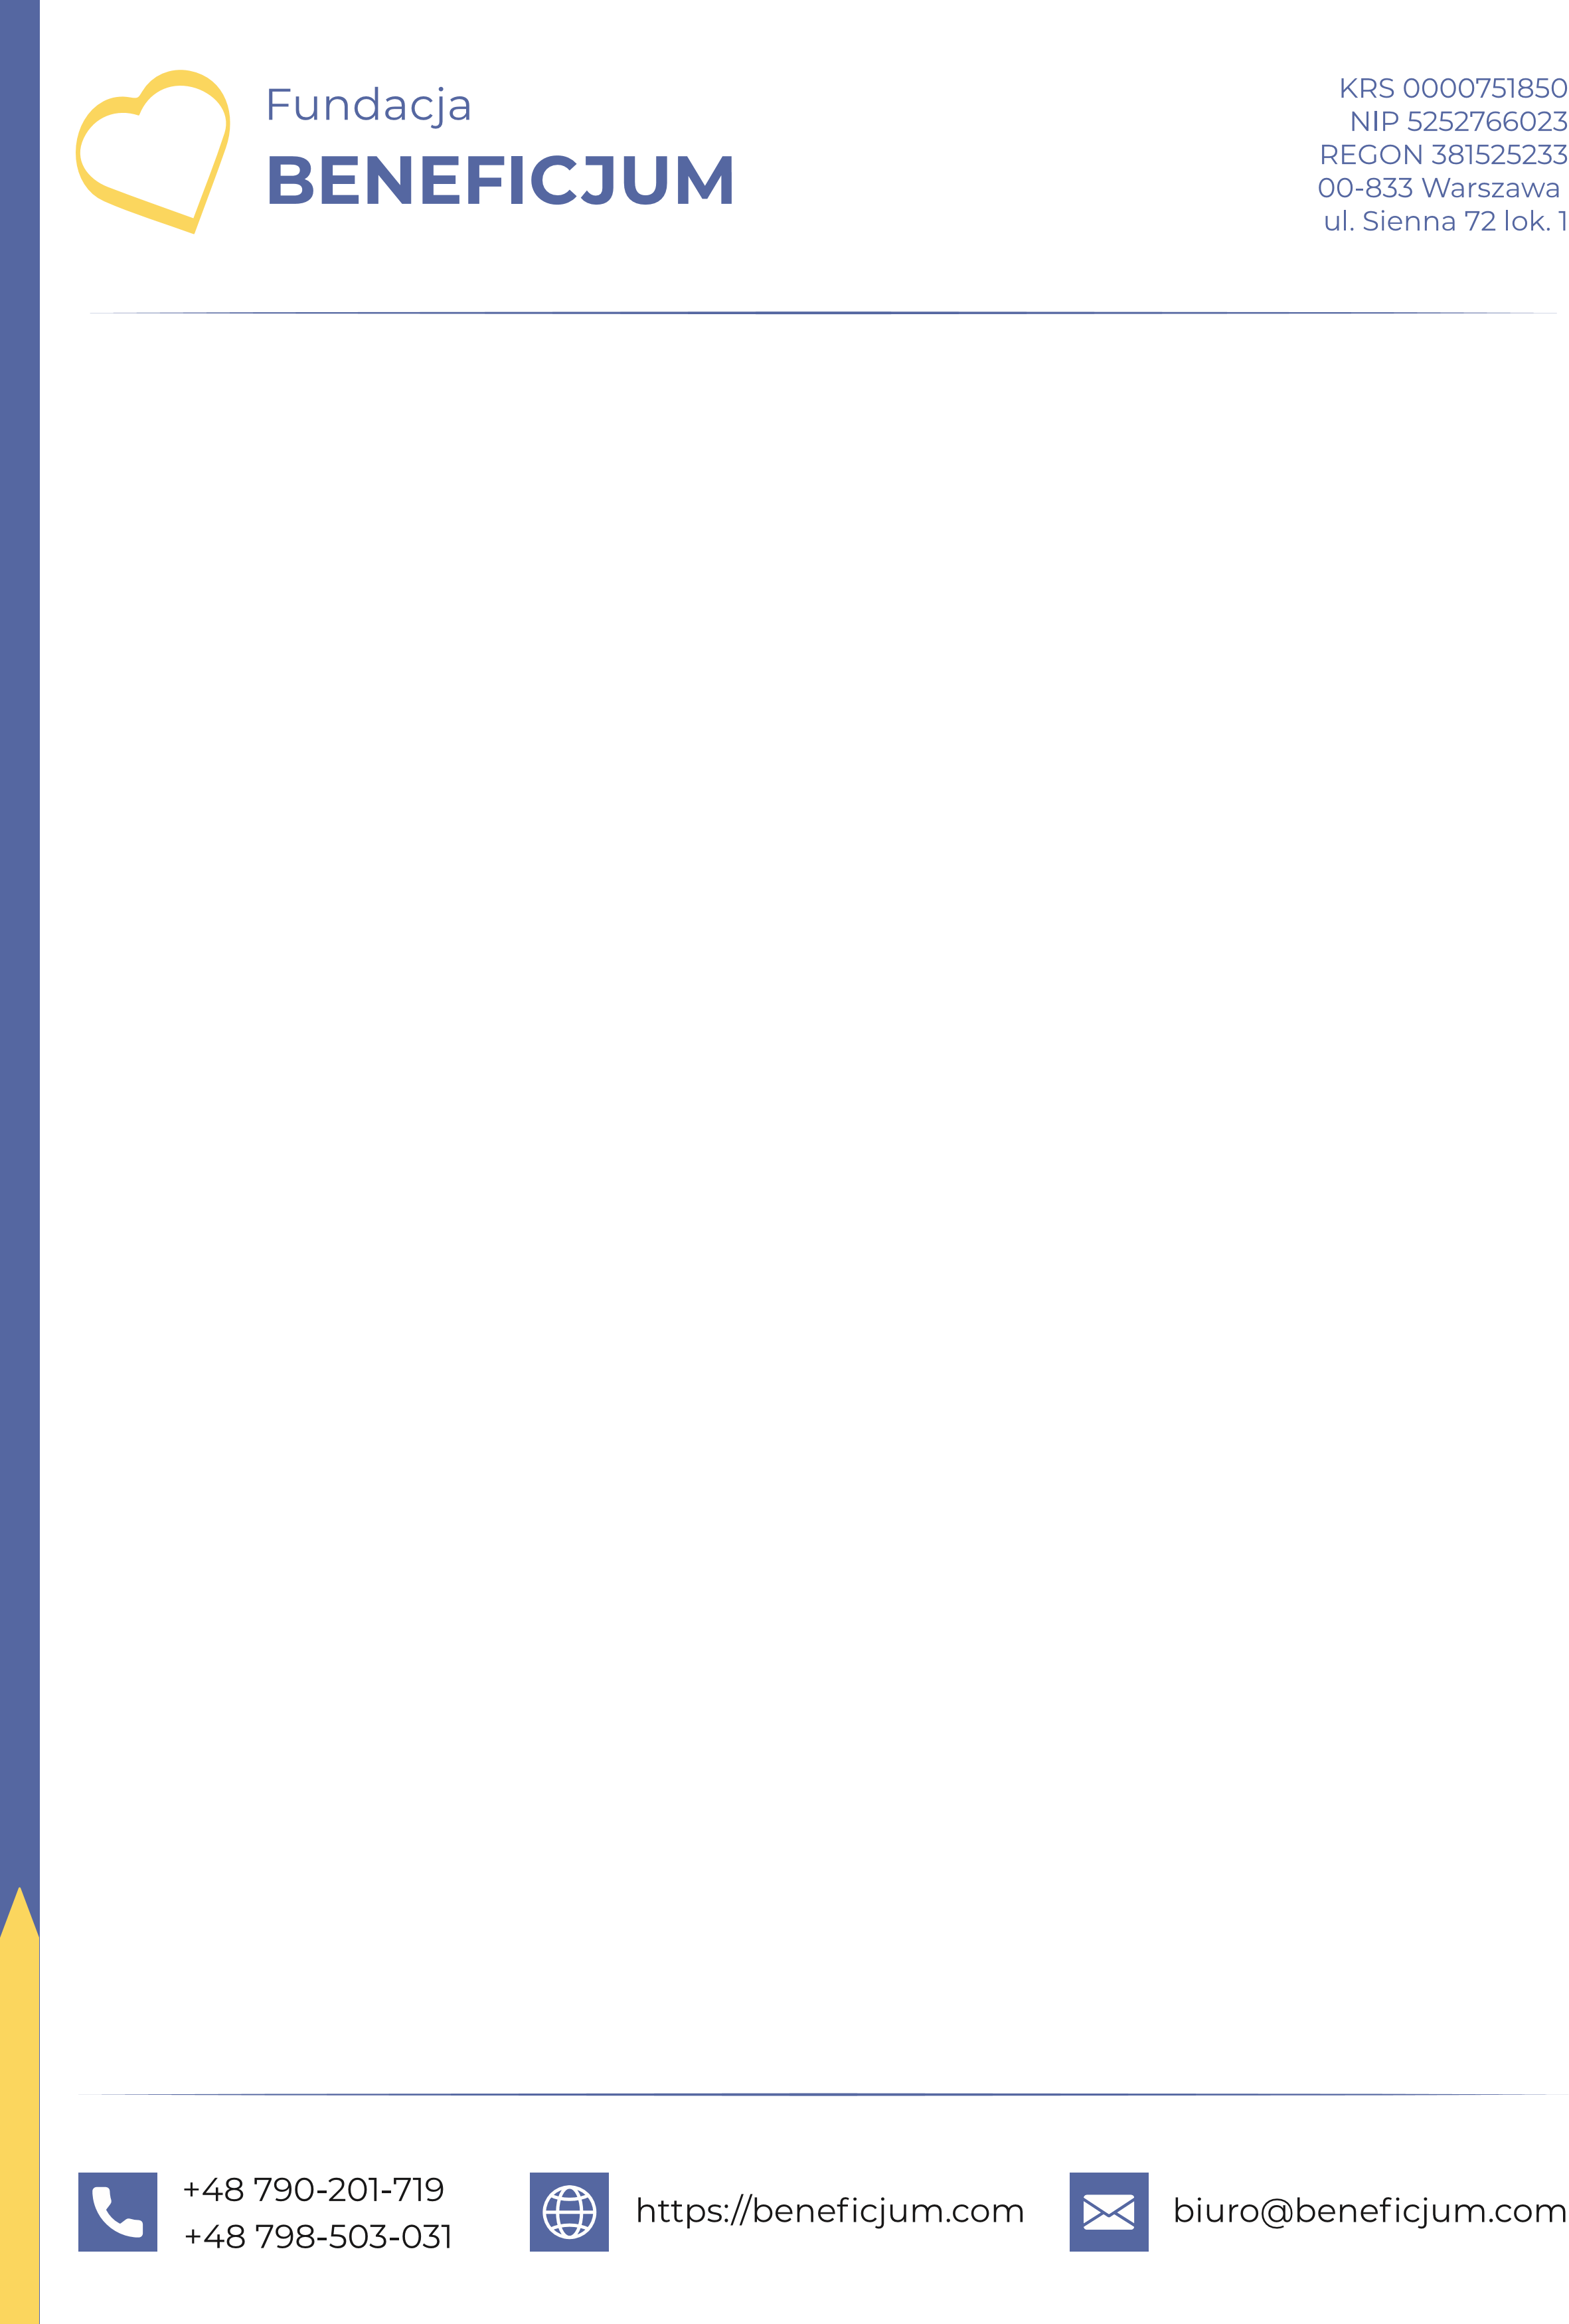 Fundacja
BENEFICJUM
KRS 0000751850
NIP 5252766023
REGON 381525233
00-833 Warszawa
ul. Sienna 72 lok. 1
+48 790-201-719
+48 798-503-031
https://beneficjum.com
biuro@beneficjum.com